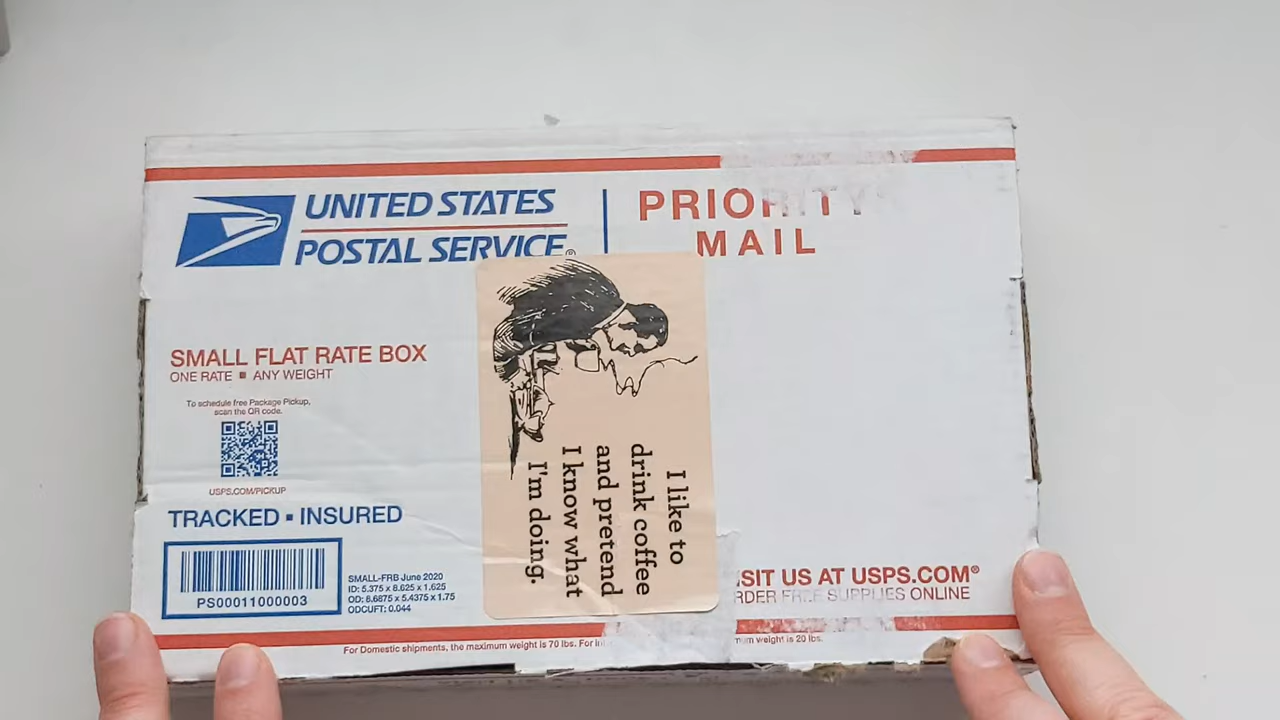 UNITED STATES
POSTAL SERVICE®
PRIORITY
MAIL
SMALL FLAT RATE BOX
ONE RATE ■ ANY WEIGHT
To schedule free Package Pickup,
scan the QR code.
USPS.COM/PICKUP
TRACKED ■ INSURED
PS00011000003
SMALL-FRB June 2020
ID: 5.375 x 8.625 x 1.625
OD: 8.6875 x 5.4375 x 1.75
ODCUFT: 0.044
I like to
drink coffee
and pretend
I know what
I'm doing.
US AT USPS.COM®
FREE SUPPLIES ONLINE
For Domestic shipments, the maximum weight is 70 lbs. For weight is 20 lbs.